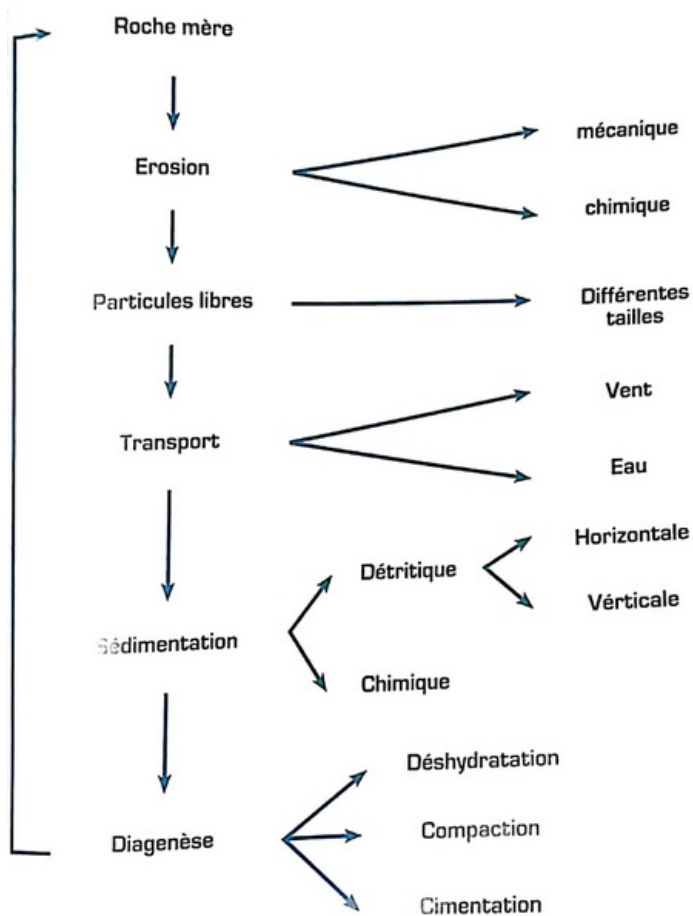 Roche mère
Erosion
mécanique
chimique
Particules libres
Différentes
tailles
Transport
Vent
Eau
Sédimentation
Détritique
Horizontale
Vérticale
Chimique
Diagenèse
Déshydratation
Compaction
Cimentation